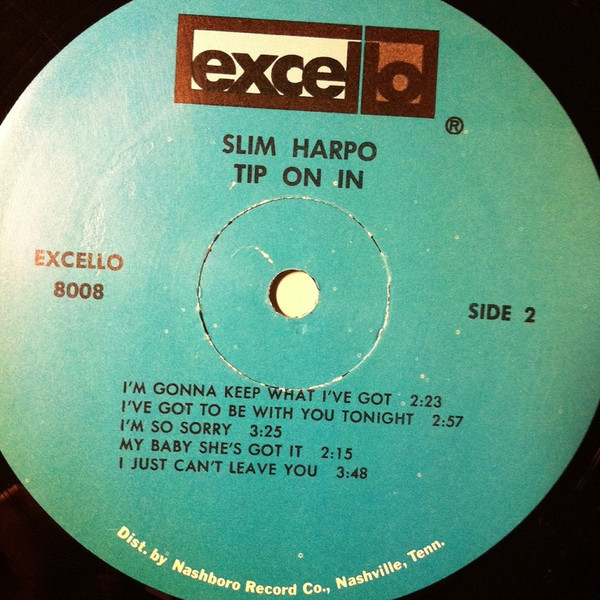 excello
®
SLIM HARPO
TIP ON IN
EXCELLO
8008
SIDE 2
I'M GONNA KEEP WHAT I'VE GOT 2:23
I'VE GOT TO BE WITH YOU TONIGHT 2:57
I'M SO SORRY 3:25
MY BABY SHE'S GOT IT 2:15
I JUST CAN'T LEAVE YOU 3:48
Dist. by Nashboro Record Co., Nashville, Tenn.